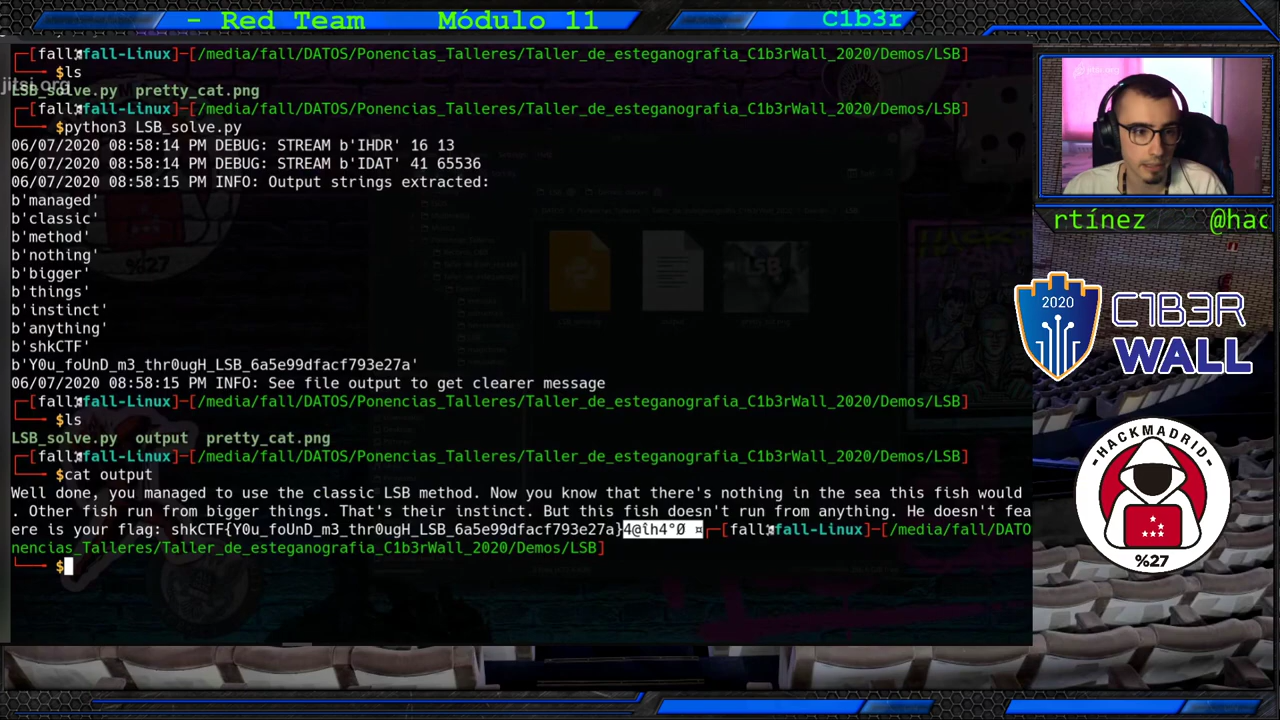 - Red Team Módulo 11 C1b3r
┌─[fall@fall-Linux]─[/media/fall/DATOS/Ponencias_Talleres/Taller_de_esteganografia_C1b3rWall_2020/Demos/LSB]
└──╼ $ls
jitsi.org
LSB_solve.py pretty_cat.png
┌─[fall@fall-Linux]─[/media/fall/DATOS/Ponencias_Talleres/Taller_de_esteganografia_C1b3rWall_2020/Demos/LSB]
└──╼ $python3 LSB_solve.py
06/07/2020 08:58:14 PM DEBUG: STREAM b'IHDR' 16 13
06/07/2020 08:58:14 PM DEBUG: STREAM b'IDAT' 41 65536
06/07/2020 08:58:15 PM INFO: Output strings extracted:
b'managed'
b'classic'
b'method'
b'nothing'
b'bigger'
b'things'
b'instinct'
b'anything'
b'shkCTF'
b'Y0u_foUnD_m3_thr0ugH_LSB_6a5e99dfacf793e27a'
06/07/2020 08:58:15 PM INFO: See file output to get clearer message
┌─[fall@fall-Linux]─[/media/fall/DATOS/Ponencias_Talleres/Taller_de_esteganografia_C1b3rWall_2020/Demos/LSB]
└──╼ $ls
LSB_solve.py output pretty_cat.png
┌─[fall@fall-Linux]─[/media/fall/DATOS/Ponencias_Talleres/Taller_de_esteganografia_C1b3rWall_2020/Demos/LSB]
└──╼ $cat output
Well done, you managed to use the classic LSB method. Now you know that there's nothing in the sea this fish would
. Other fish run from bigger things. That's their instinct. But this fish doesn't run from anything. He doesn't fea
ere is your flag: shkCTF{Y0u_foUnD_m3_thr0ugH_LSB_6a5e99dfacf793e27a}4@îh4°Ø ¤┌─[fall@fall-Linux]─[/media/fall/DATO
nencias_Talleres/Taller_de_esteganografia_C1b3rWall_2020/Demos/LSB]
└──╼ $
rtínez @hac
2020
C1B3R
WALL
-HACKMADRID-
%27